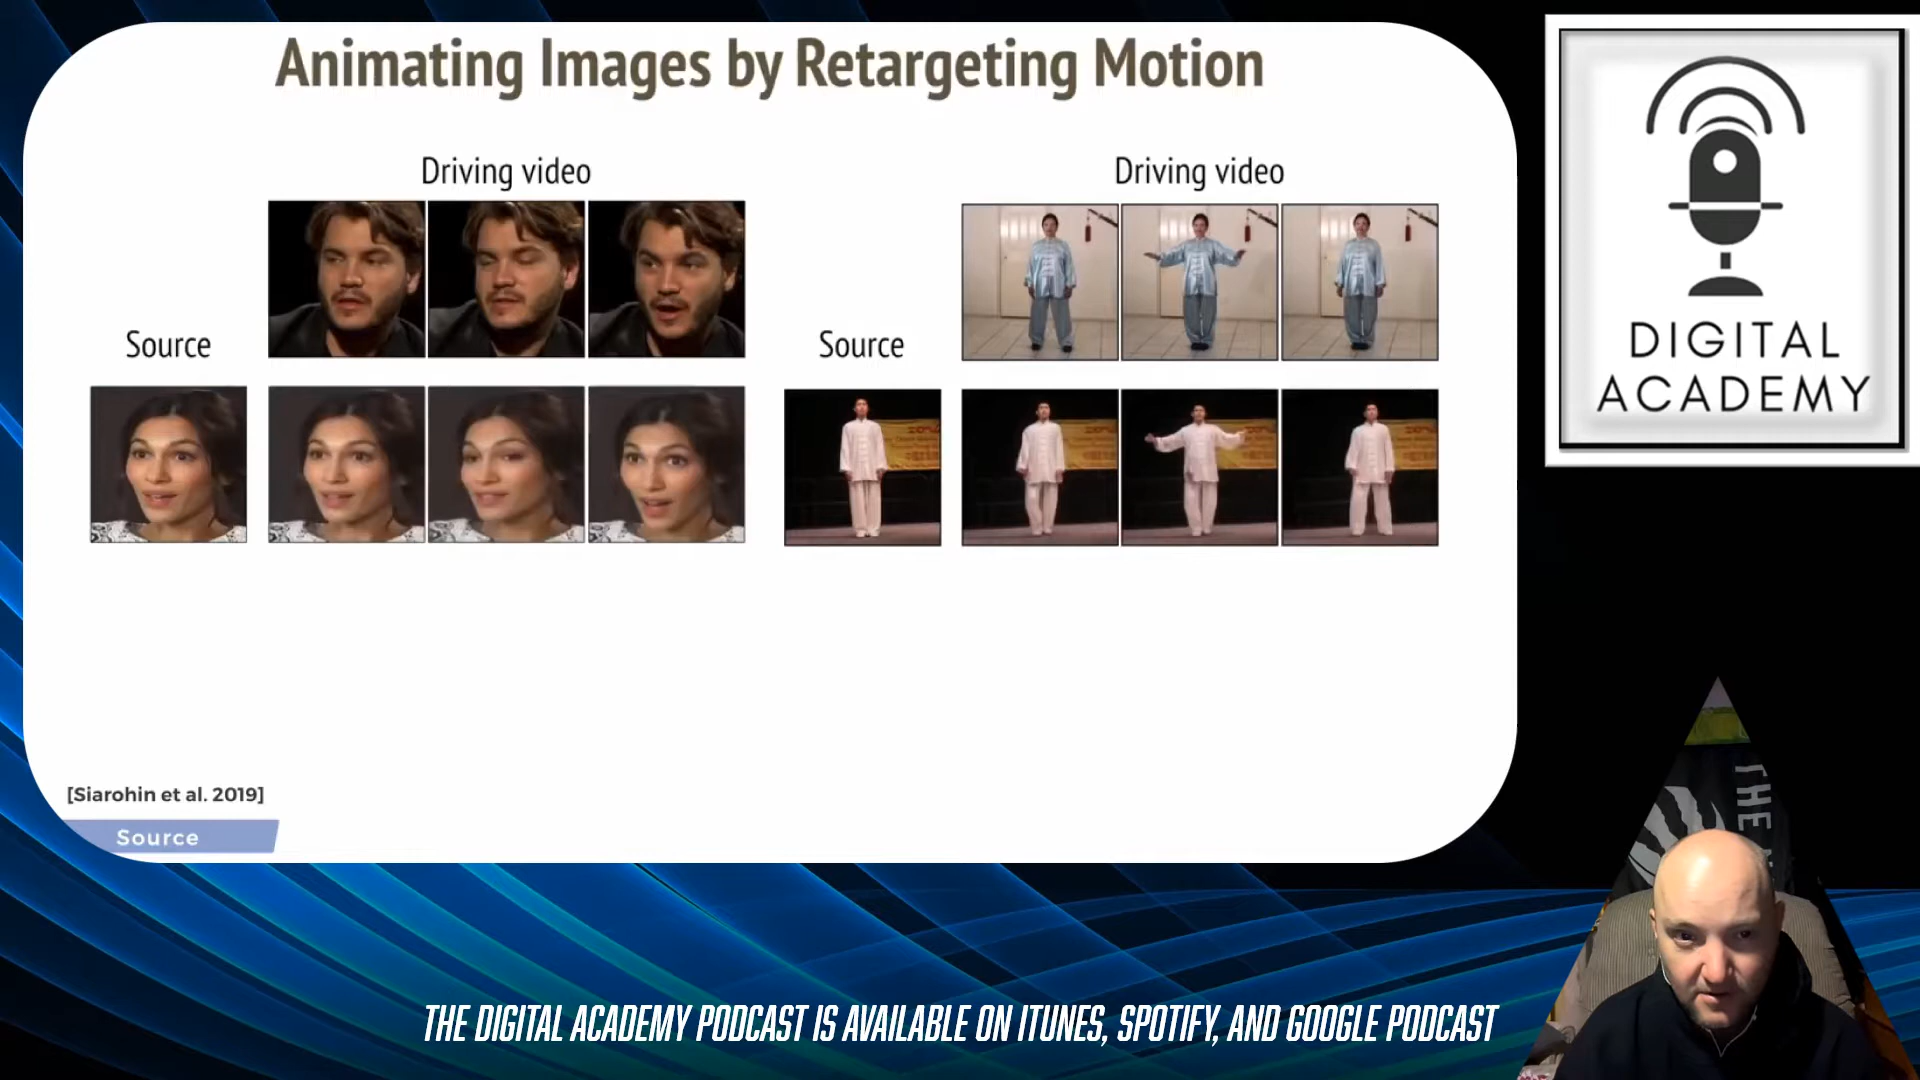 Animating Images by Retargeting Motion
Driving video
Driving video
Source
Source
[Siarohin et al. 2019]
Source
DIGITAL
ACADEMY
THE
THE DIGITAL ACADEMY PODCAST IS AVAILABLE ON ITUNES, SPOTIFY, AND GOOGLE PODCAST